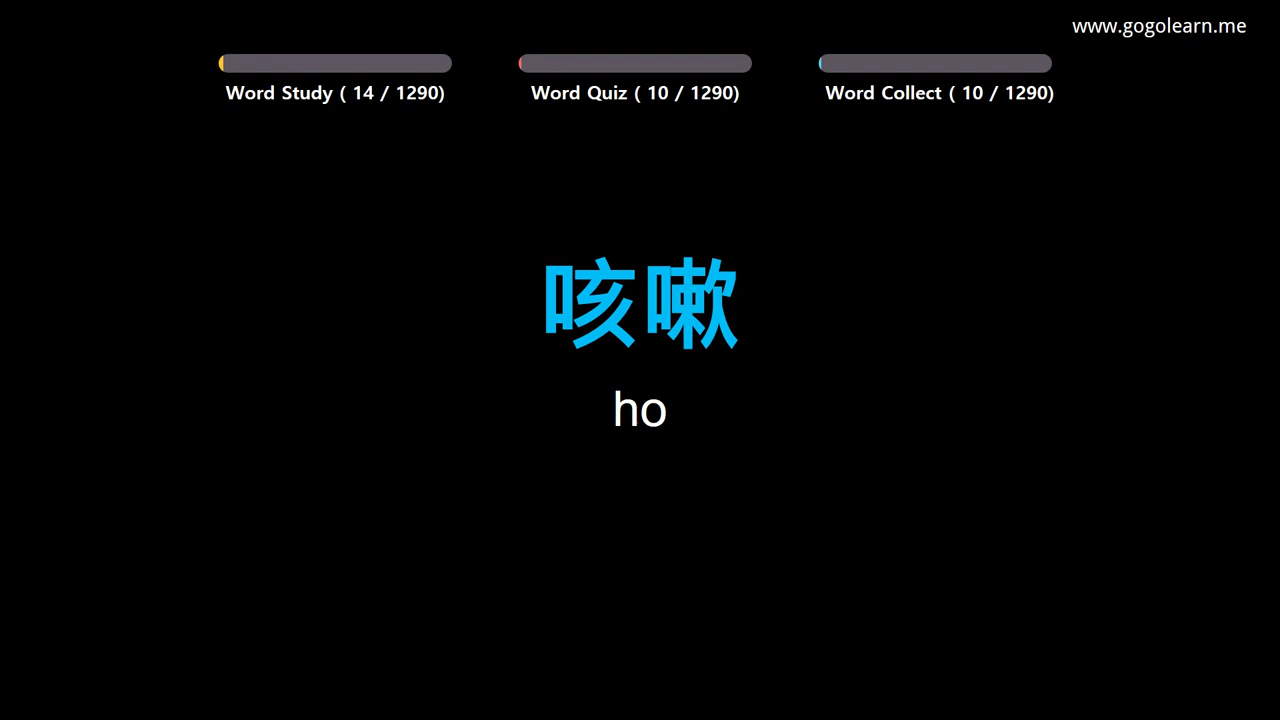 www.gogolearn.me
Word Study ( 14 / 1290)
Word Quiz ( 10 / 1290)
Word Collect ( 10 / 1290)
咳嗽
ho